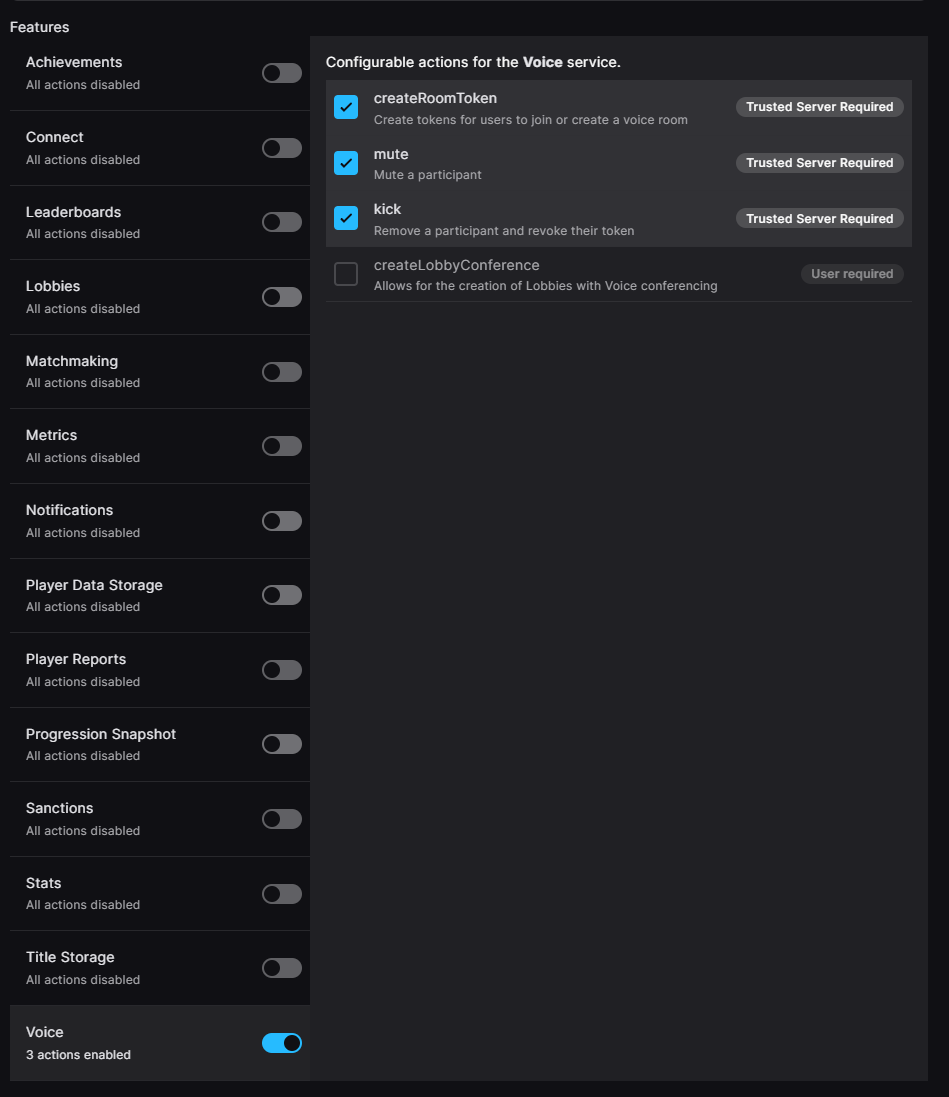 Features
Achievements
All actions disabled
Connect
All actions disabled
Leaderboards
All actions disabled
Lobbies
All actions disabled
Matchmaking
All actions disabled
Metrics
All actions disabled
Notifications
All actions disabled
Player Data Storage
All actions disabled
Player Reports
All actions disabled
Progression Snapshot
All actions disabled
Sanctions
All actions disabled
Stats
All actions disabled
Title Storage
All actions disabled
Voice
3 actions enabled
Configurable actions for the Voice service.
createRoomToken
Create tokens for users to join or create a voice room
Trusted Server Required
mute
Mute a participant
Trusted Server Required
kick
Remove a participant and revoke their token
Trusted Server Required
createLobbyConference
Allows for the creation of Lobbies with Voice conferencing
User required